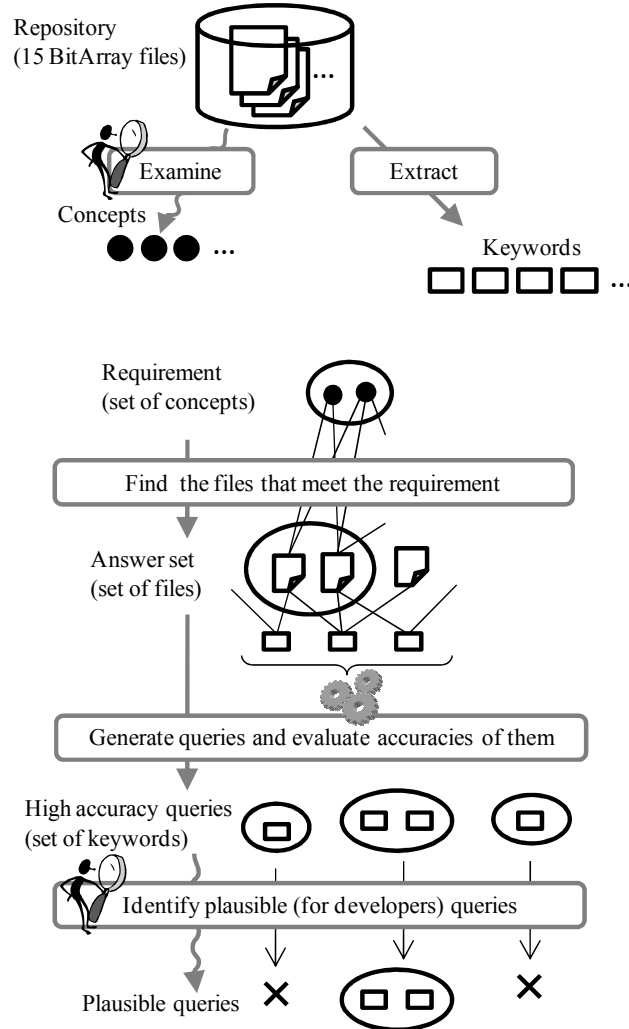 Repository
(15 BitArray files)
...
Examine
Extract
Concepts
...
Keywords
...
Requirement
(set of concepts)
Find the files that meet the requirement
Answer set
(set of files)
Generate queries and evaluate accuracies of them
High accuracy queries
(set of keywords)
Identify plausible (for developers) queries
Plausible queries